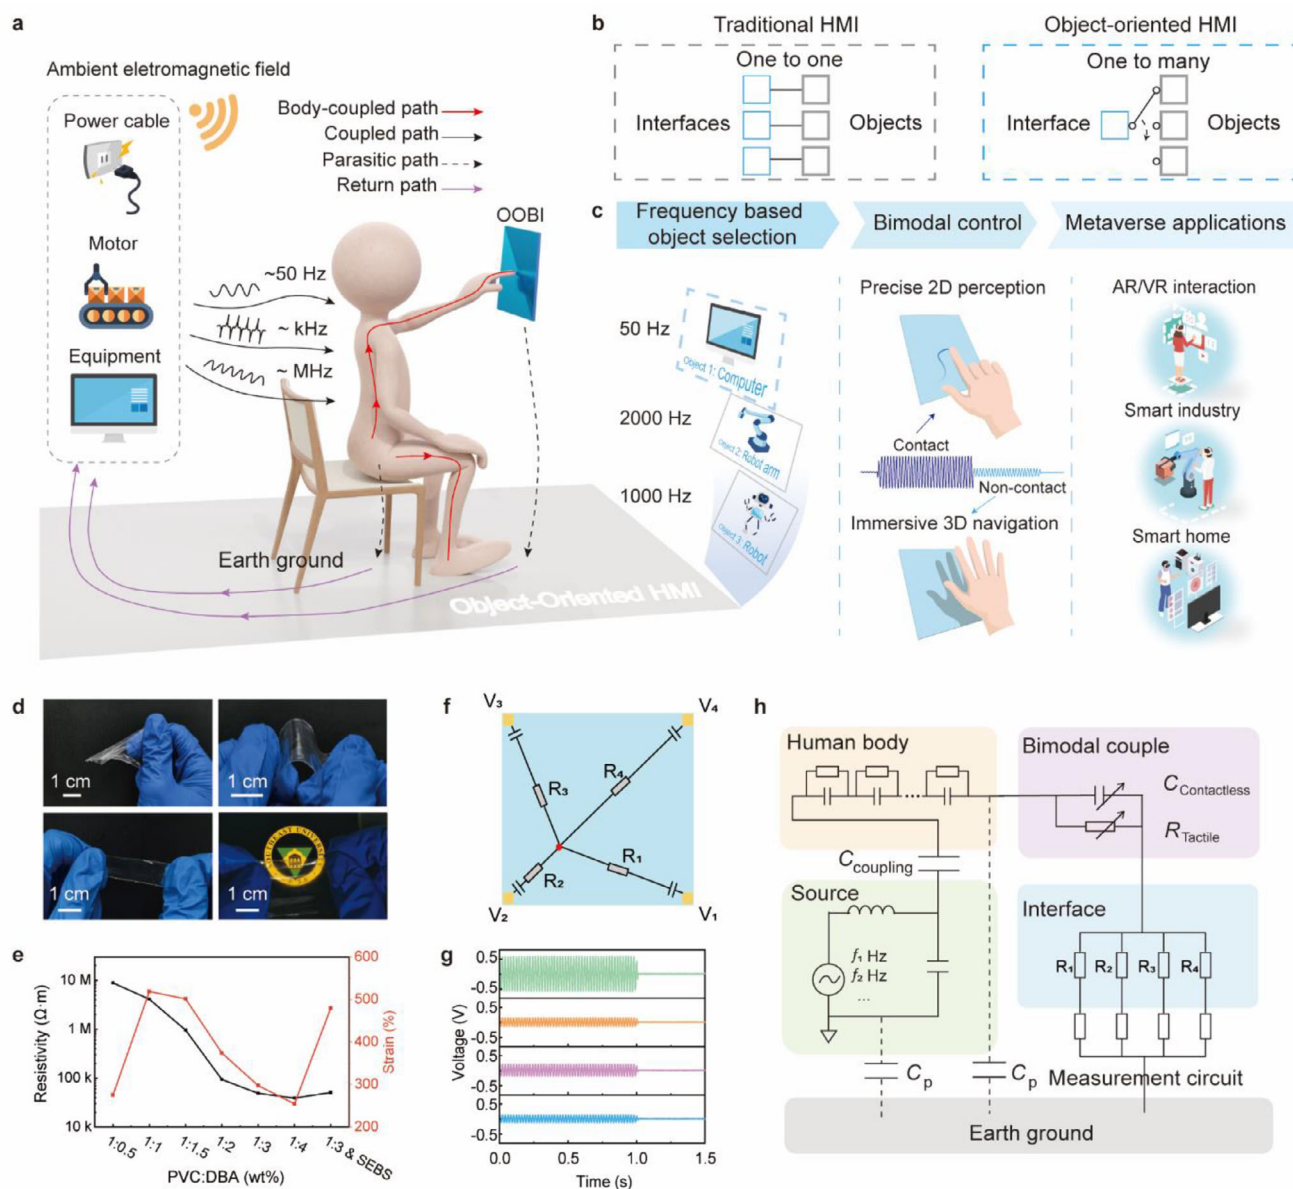 a
Ambient eletromagnetic field
Power cable
Motor
Equipment
Body-coupled path
Coupled path
Parasitic path
Return path
OOBI
~50 Hz
~ kHz
~ MHz
Earth ground
Object-Oriented HMI
b
Traditional HMI
One to one
Interfaces
Objects
Object-oriented HMI
One to many
Interface
Objects
c
Frequency based
object selection
Bimodal control
Metaverse applications
50 Hz
2000 Hz
1000 Hz
Object 1: Computer
Object 2: Robot arm
Object 3: Robot
Precise 2D perception
Contact
Non-contact
Immersive 3D navigation
AR/VR interaction
Smart industry
Smart home
d
1 cm
1 cm
1 cm
1 cm
e
Resistivity (Ω·m)
10 M
1 M
100 k
10 k
600
500
400
300
200
Strain (%)
1:0.5
1:1
1:1.5
1:2
1:3
1:4
1:3 & SEBS
PVC:DBA (wt%)
f
V₃
V₄
R₃
R₄
R₁
R₂
V₂
V₁
g
Voltage (V)
0.5
-0.5
0.5
-0.5
0.5
-0.5
0.5
-0.5
0.0
0.5
1.0
1.5
Time (s)
h
Human body
Bimodal couple
C Contactless
R Tactile
C coupling
Source
f₁ Hz
f₂ Hz
...
Interface
R₁
R₂
R₃
R₄
Cₚ
Cₚ
Measurement circuit
Earth ground